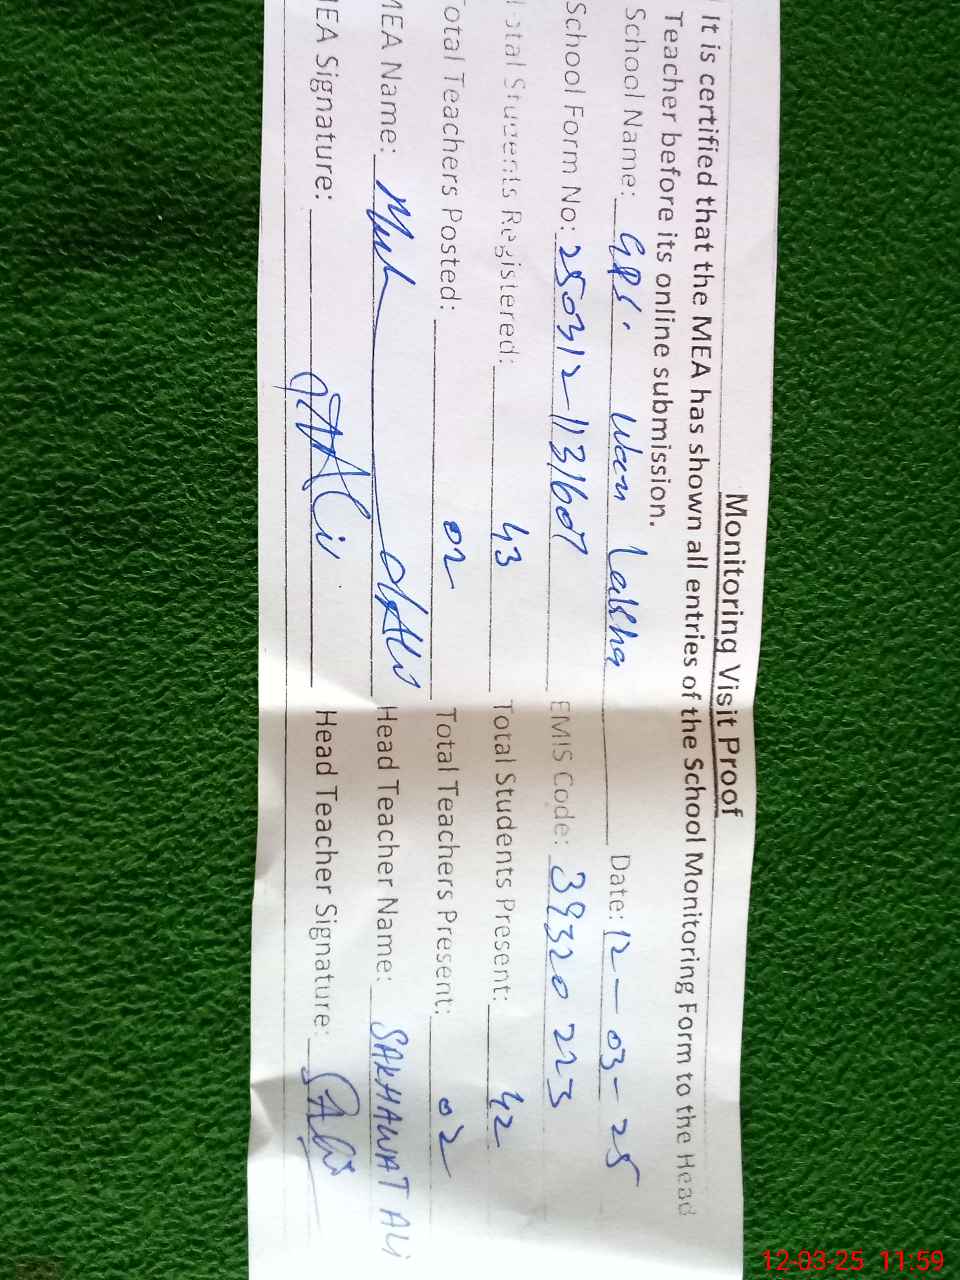 Monitoring Visit Proof
It is certified that the MEA has shown all entries of the School Monitoring Form to the Head
Teacher before its online submission.
School Name: GPS. Date: 12-03-25
School Form No: 250312-113160 EMIS Code: 39320 223
Total Students Registered: 43 Total Students Present: 42
Total Teachers Posted: 02 Total Teachers Present: 02
MEA Name: Head Teacher Name: SAKHAWAT ALi
MEA Signature: Head Teacher Signature:
12-03-25 11:59